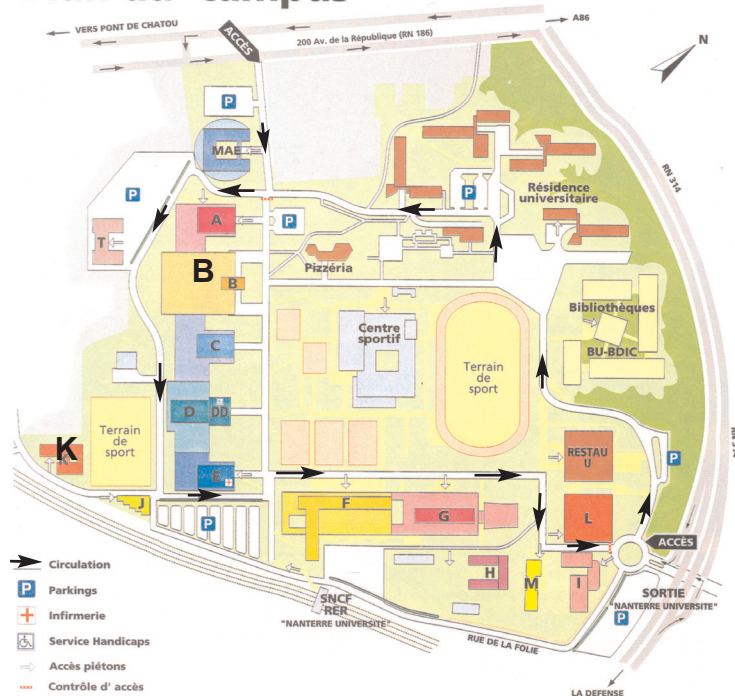 VERS PONT DE CHATOU
A86
ACCÈS
200 Av. de la République (RN 186)
N
P
MAE
RN 314
P
P
Résidence
universitaire
A
P
T
B
B
Pizzéria
Bibliothèques
Centre
sportif
C
BU-BDIC
Terrain
de
sport
D
DD
Terrain
de
sport
K
RESTAU
U
P
E
J
F
G
L
P
ACCÈS
H
M
I
SORTIE
"NANTERRE UNIVERSITÉ"
SNCF
RER
"NANTERRE UNIVERSITÉ"
P
RUE DE LA FOLIE
LA DEFENSE
Circulation
P Parkings
Infirmerie
Service Handicaps
Accès piétons
Contrôle d' accès